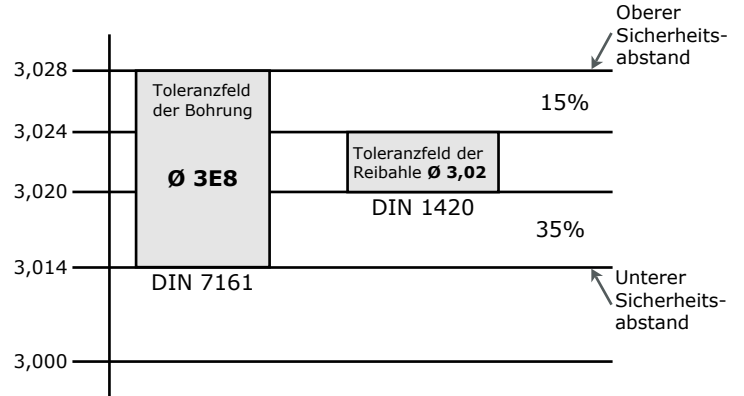 Oberer
Sicherheits-
abstand
3,028
Toleranzfeld
der Bohrung
15%
3,024
Toleranzfeld der
Reibahle Ø 3,02
Ø 3E8
3,020
DIN 1420
35%
3,014
DIN 7161
Unterer
Sicherheits-
abstand
3,000